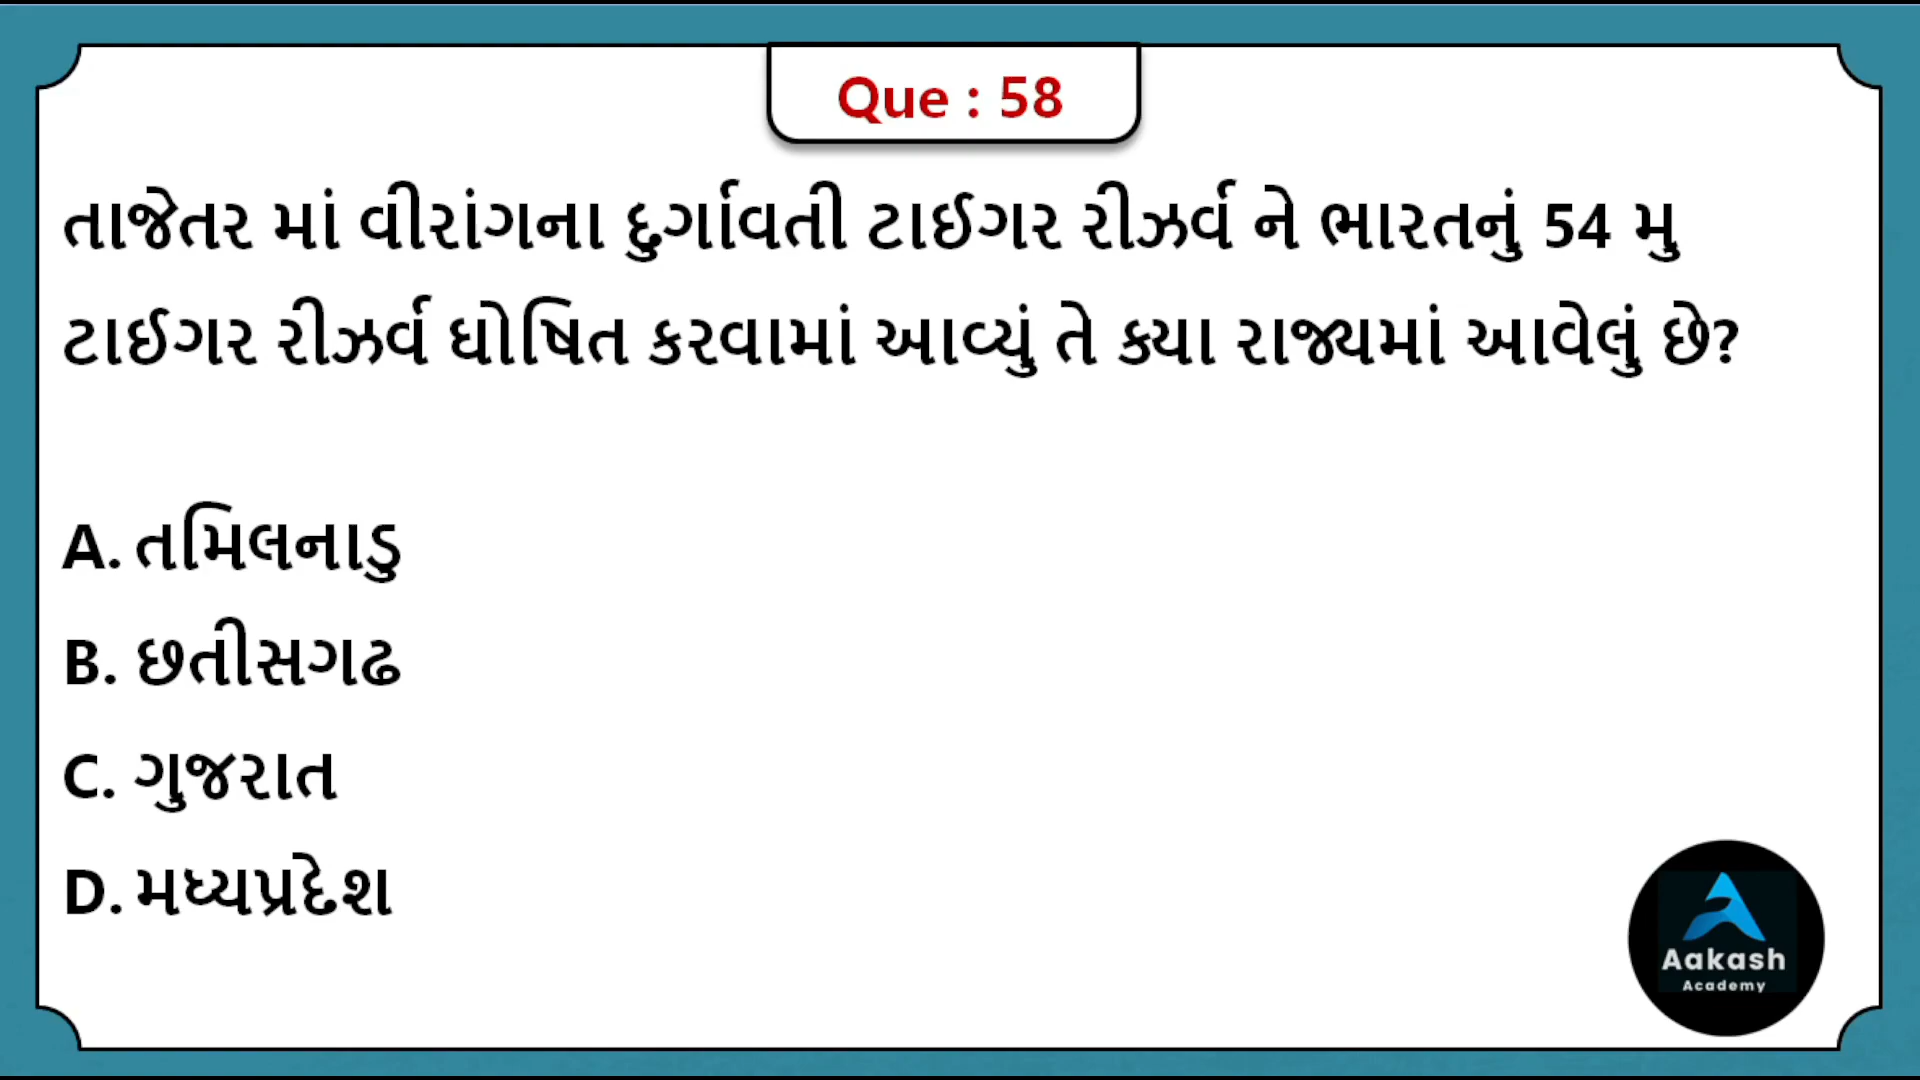 Que : 58
તાજેતર માં વીરાંગના દુર્ગાવતી ટાઈગર રીઝર્વ ને ભારતનું 54 મુ
ટાઈગર રીઝર્વ ઘોષિત કરવામાં આવ્યું તે ક્યા રાજ્યમાં આવેલું છે?
A. તમિલનાડુ
B. છતીસગઢ
C. ગુજરાત
D. મધ્યપ્રદેશ
Aakash
Academy